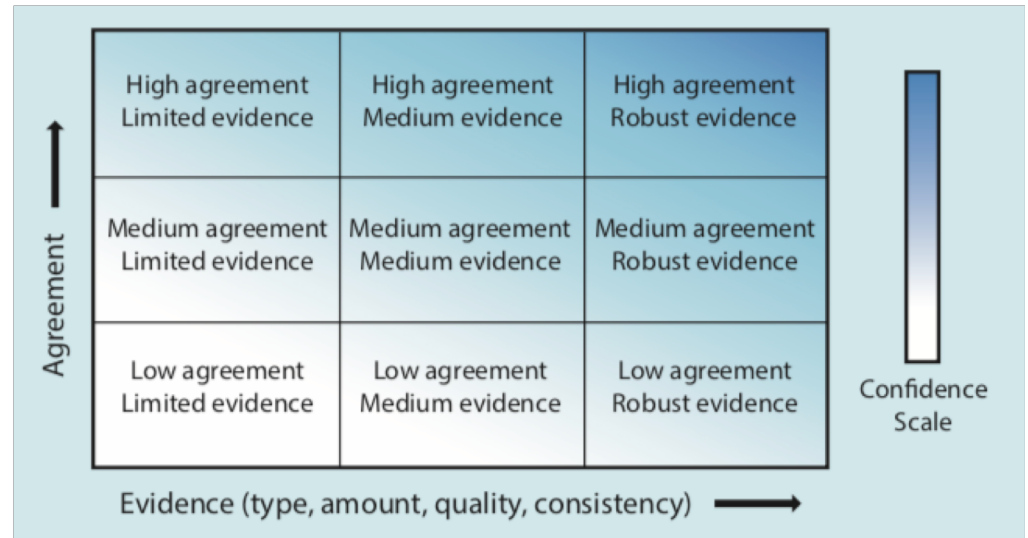 High agreement
Limited evidence
High agreement
Medium evidence
High agreement
Robust evidence
Medium agreement
Limited evidence
Medium agreement
Medium evidence
Medium agreement
Robust evidence
Low agreement
Limited evidence
Low agreement
Medium evidence
Low agreement
Robust evidence
Agreement
Evidence (type, amount, quality, consistency)
Confidence
Scale